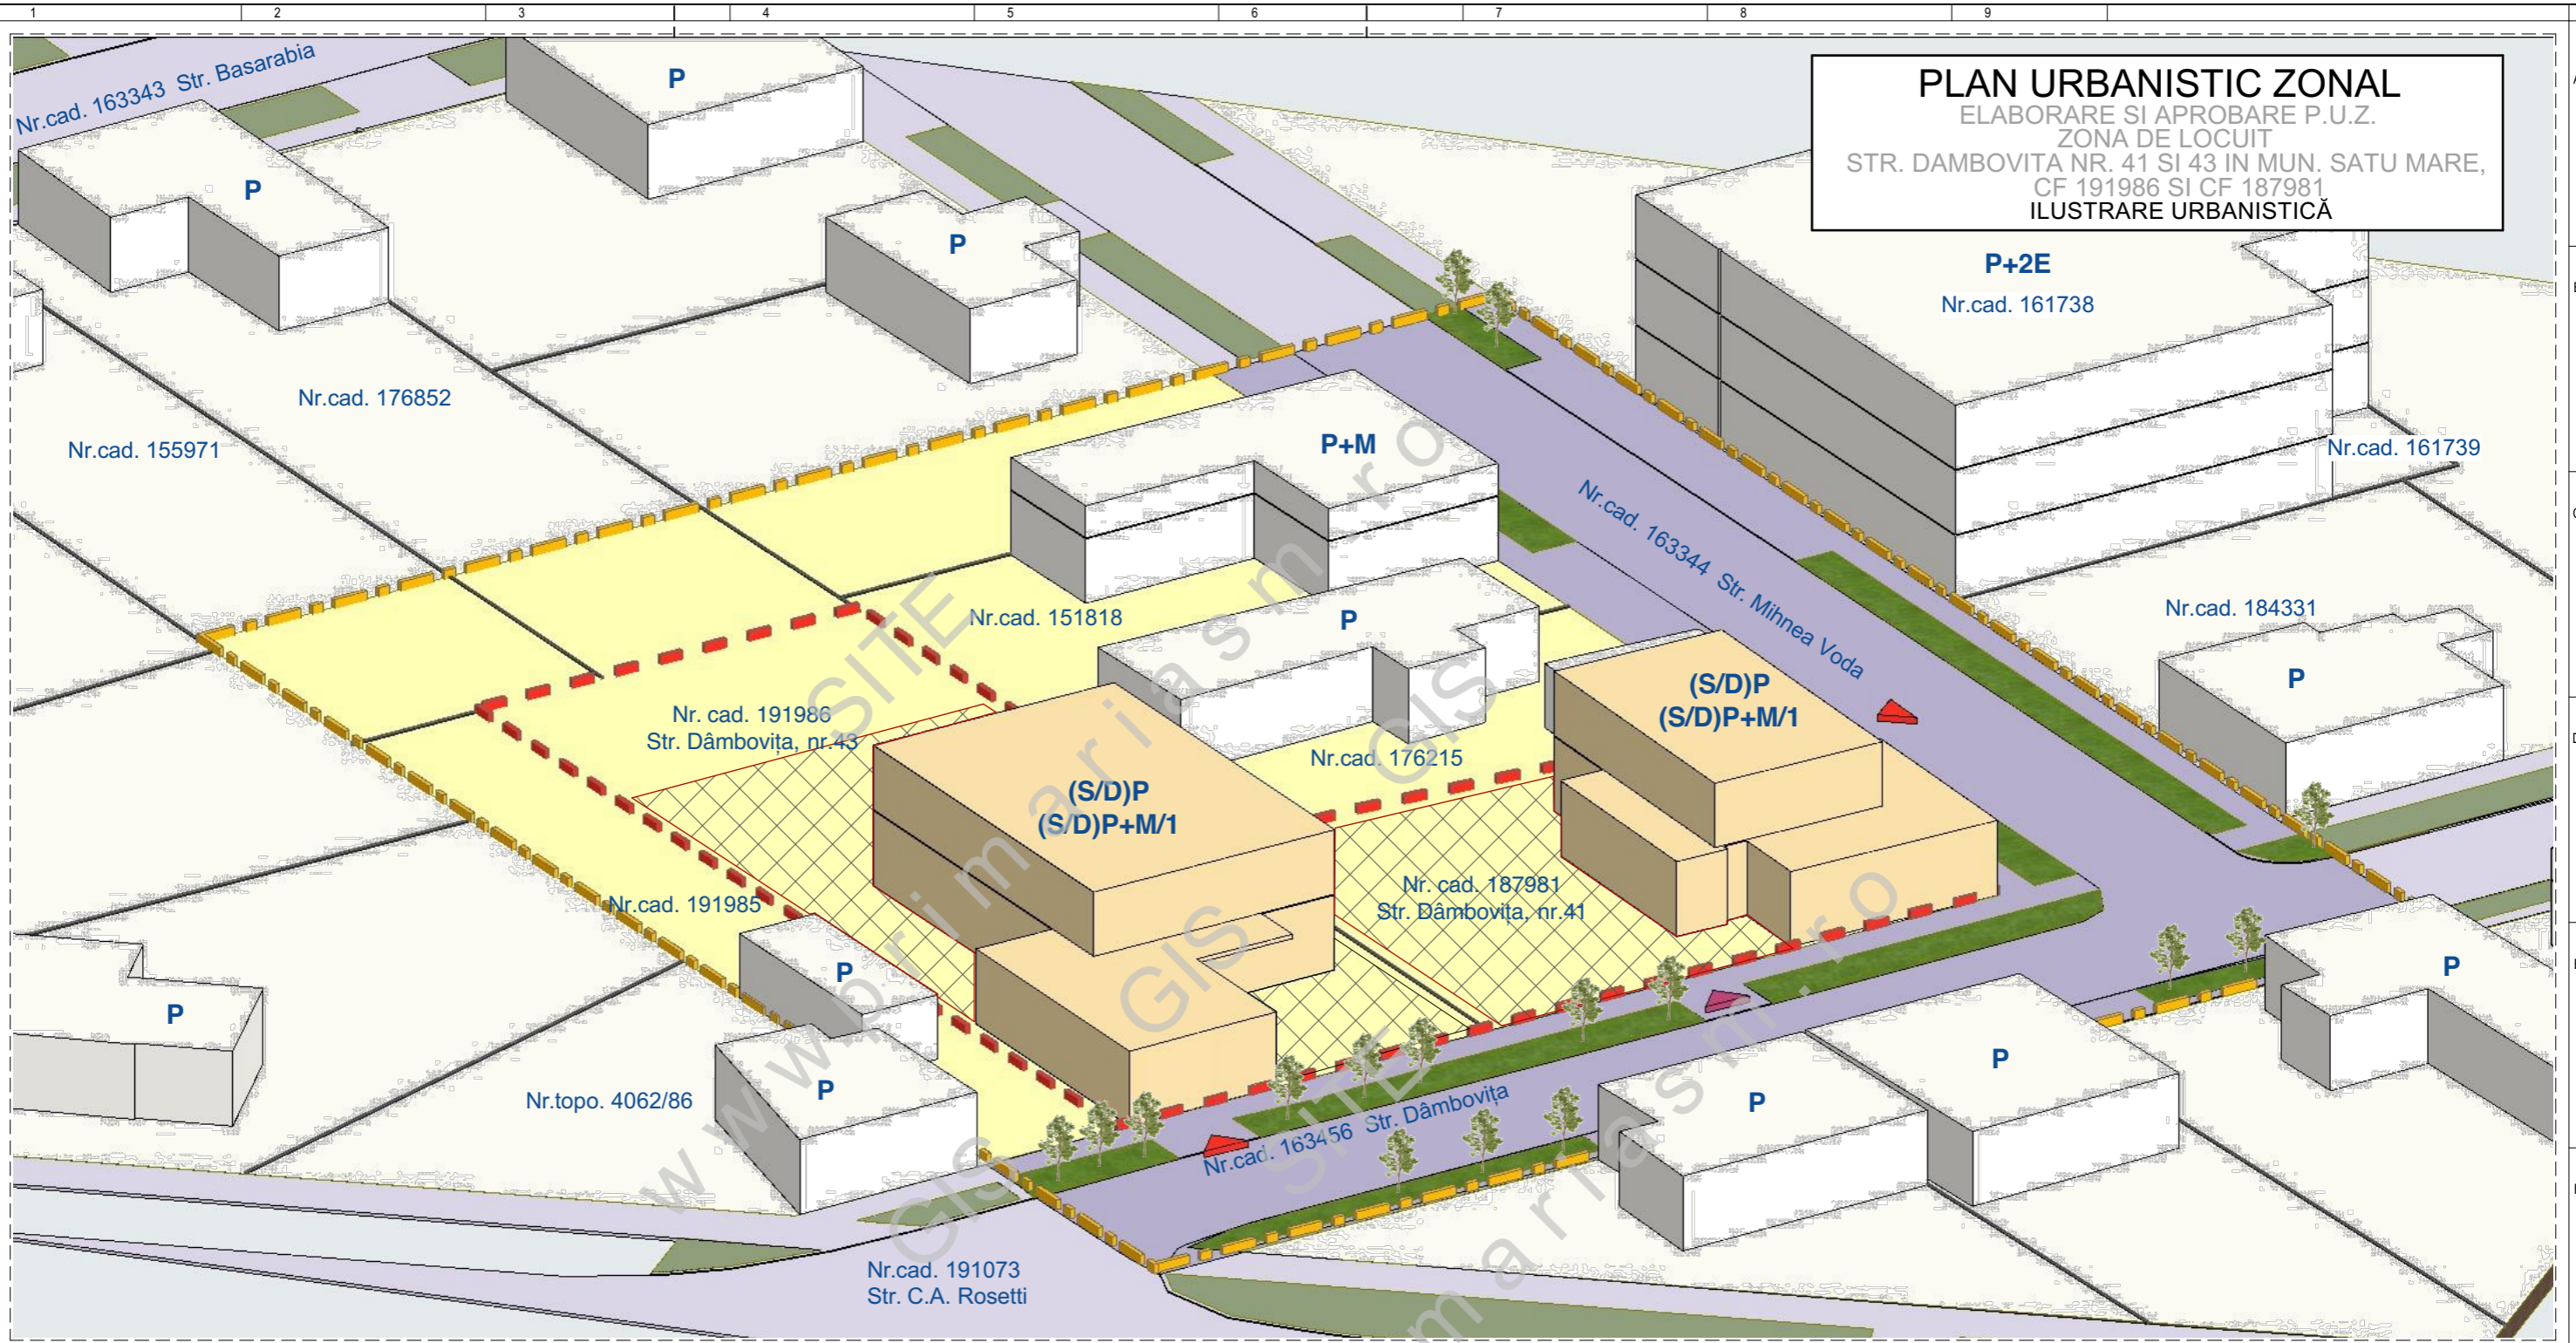 1 2 3 4 5 6 7 8 9
PLAN URBANISTIC ZONAL
ELABORARE SI APROBARE P.U.Z.
ZONA DE LOCUIT
STR. DAMBOVITA NR. 41 SI 43 IN MUN. SATU MARE,
CF 191986 SI CF 187981
ILUSTRARE URBANISTICĂ
Nr.cad. 163343 Str. Basarabia
P
P
P
P+2E
Nr.cad. 161738
Nr.cad. 176852
Nr.cad. 155971
P+M
Nr.cad. 161739
Nr.cad. 163344 Str. Mihnea Voda
Nr.cad. 151818
P
Nr.cad. 184331
P
Nr. cad. 191986
Str. Dâmbovița, nr.43
(S/D)P
(S/D)P+M/1
Nr.cad. 176215
(S/D)P
(S/D)P+M/1
Nr. cad. 187981
Str. Dâmbovița, nr.41
Nr.cad. 191985
P
P
P
P
P
P
Nr.topo. 4062/86
Nr.cad. 163456 Str. Dâmbovița
Nr.cad. 191073
Str. C.A. Rosetti
SITE
GIS
GIS
SITE
GIS